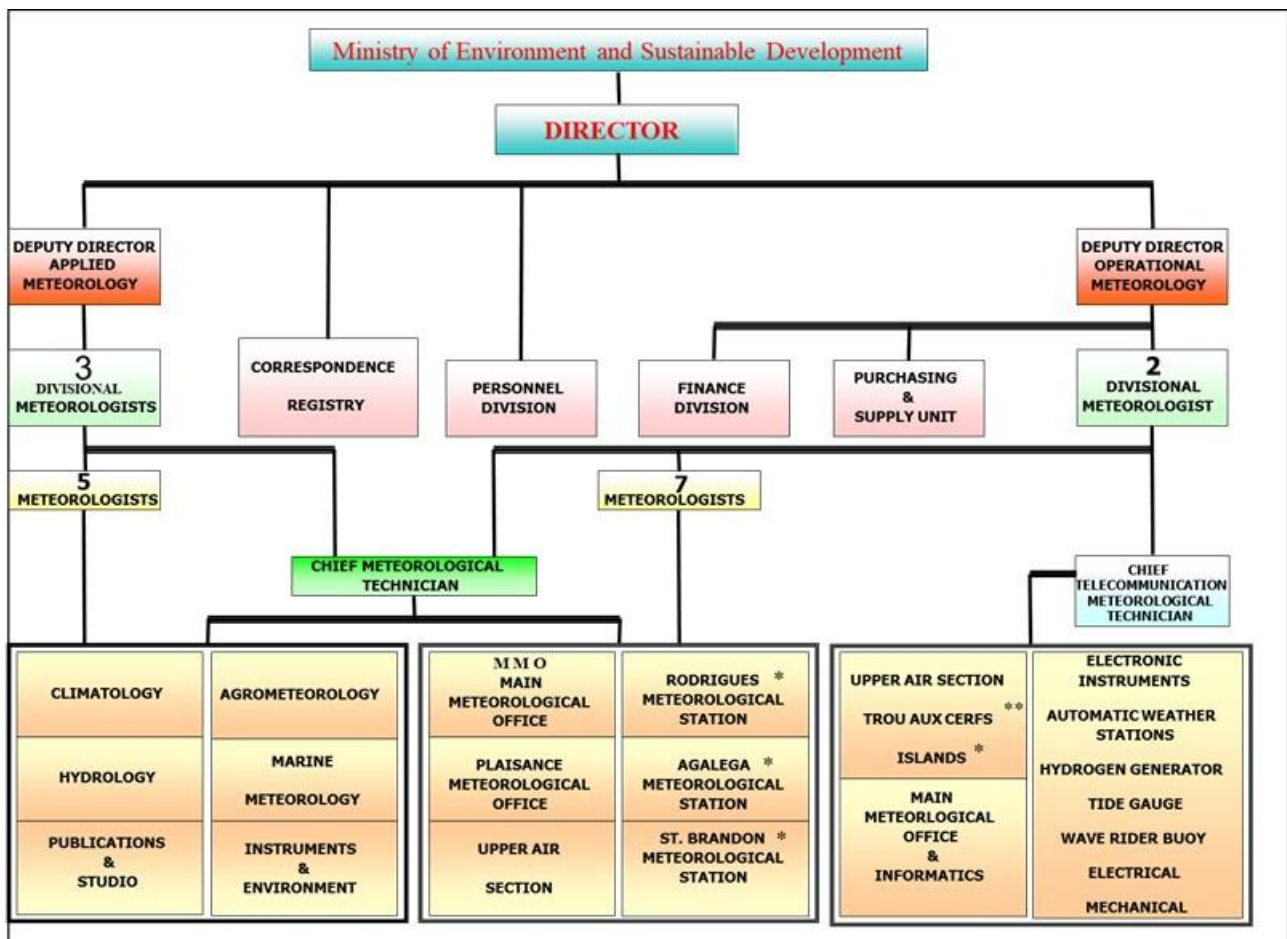 Ministry of Environment and Sustainable Development
DIRECTOR
DEPUTY DIRECTOR
APPLIED
METEOROLOGY
DEPUTY DIRECTOR
OPERATIONAL
METEOROLOGY
3
DIVISIONAL
METEOROLOGISTS
CORRESPONDENCE
REGISTRY
PERSONNEL
DIVISION
FINANCE
DIVISION
PURCHASING
&
SUPPLY UNIT
2
DIVISIONAL
METEOROLOGIST
5
METEOROLOGISTS
7
METEOROLOGISTS
CHIEF METEOROLOGICAL
TECHNICIAN
CHIEF
TELECOMMUNICATION
METEOROLOGICAL
TECHNICIAN
CLIMATOLOGY
AGROMETEOROLOGY
HYDROLOGY
MARINE
METEOROLOGY
PUBLICATIONS
&
STUDIO
INSTRUMENTS
&
ENVIRONMENT
M M O
MAIN
METEOROLOGICAL
OFFICE
RODRIGUES *
METEOROLOGICAL
STATION
PLAISANCE
METEOROLOGICAL
OFFICE
AGALEGA *
METEOROLOGICAL
STATION
UPPER AIR
SECTION
ST. BRANDON *
METEOROLOGICAL
STATION
UPPER AIR SECTION
TROU AUX CERFS **
ISLANDS *
MAIN
METEORLOGICAL
OFFICE
&
INFORMATICS
ELECTRONIC
INSTRUMENTS
AUTOMATIC WEATHER
STATIONS
HYDROGEN GENERATOR
TIDE GAUGE
WAVE RIDER BUOY
ELECTRICAL
MECHANICAL